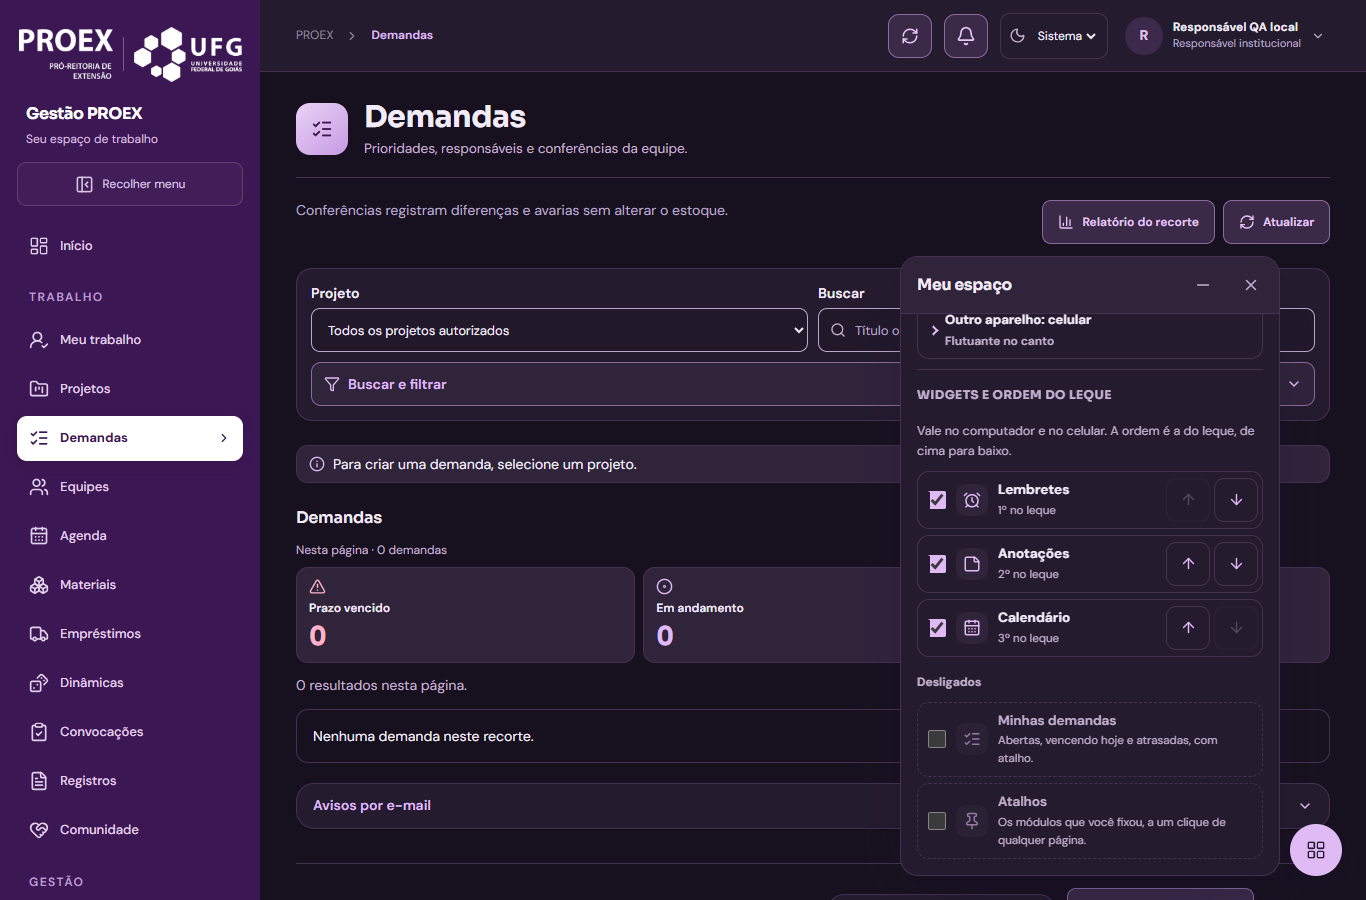 PROEX
PRÓ-REITORIA DE
EXTENSÃO
UFG
UNIVERSIDADE
FEDERAL DE GOIÁS
Gestão PROEX
Seu espaço de trabalho
Recolher menu
Início
TRABALHO
Meu trabalho
Projetos
Demandas
Equipes
Agenda
Materiais
Empréstimos
Dinâmicas
Convocações
Registros
Comunidade
GESTÃO
PROEX
Demandas
Sistema
R
Responsável QA local
Responsável institucional
Demandas
Prioridades, responsáveis e conferências da equipe.
Conferências registram diferenças e avarias sem alterar o estoque.
Relatório do recorte
Atualizar
Projeto
Todos os projetos autorizados
Buscar
Título o
Buscar e filtrar
Para criar uma demanda, selecione um projeto.
Demandas
Nesta página · 0 demandas
Prazo vencido
0
Em andamento
0
0 resultados nesta página.
Nenhuma demanda neste recorte.
Avisos por e-mail
Meu espaço
Outro aparelho: celular
Flutuante no canto
WIDGETS E ORDEM DO LEQUE
Vale no computador e no celular. A ordem é a do leque, de
cima para baixo.
Lembretes
1º no leque
Anotações
2º no leque
Calendário
3º no leque
Desligados
Minhas demandas
Abertas, vencendo hoje e atrasadas, com
atalho.
Atalhos
Os módulos que você fixou, a um clique de
qualquer página.